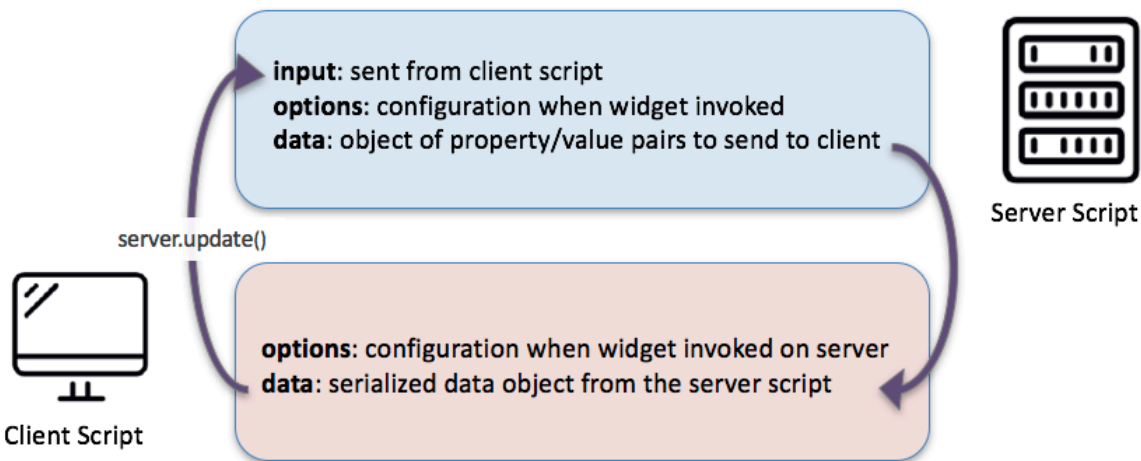 input: sent from client script
options: configuration when widget invoked
data: object of property/value pairs to send to client
Server Script
server.update()
options: configuration when widget invoked on server
data: serialized data object from the server script
Client Script